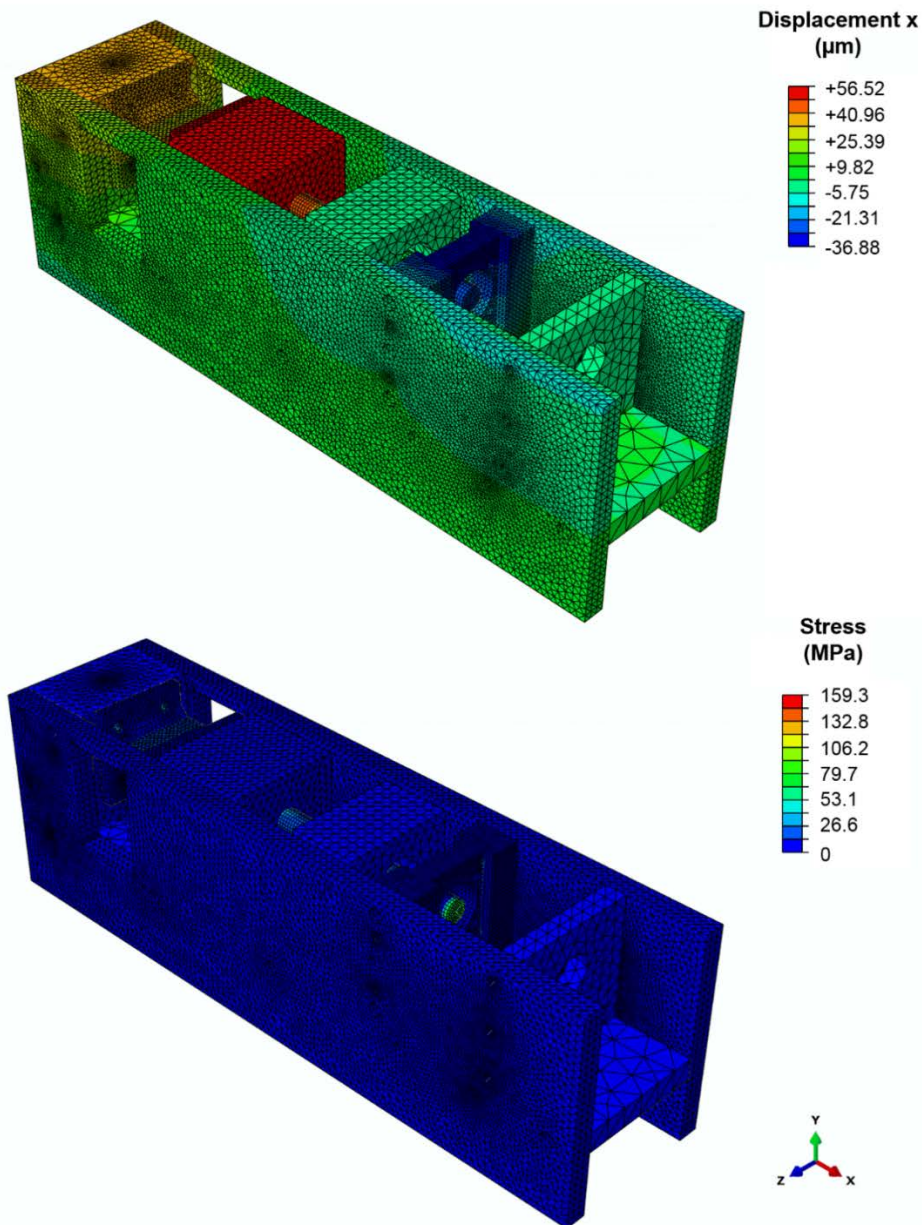 Displacement x
(µm)
+56.52
+40.96
+25.39
+9.82
-5.75
-21.31
-36.88
Stress
(MPa)
159.3
132.8
106.2
79.7
53.1
26.6
0
Y
Z
X